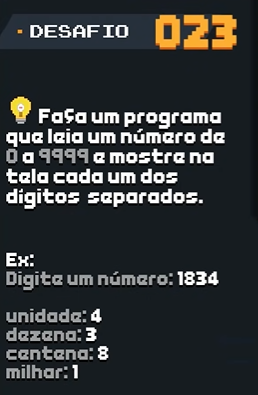 DESAFIO 023
Faça um programa
que leia um número de
0 a 9999 e mostre na
tela cada um dos
dígitos separados.
Ex:
Digite um número: 1834
unidade: 4
dezena: 3
centena: 8
milhar: 1